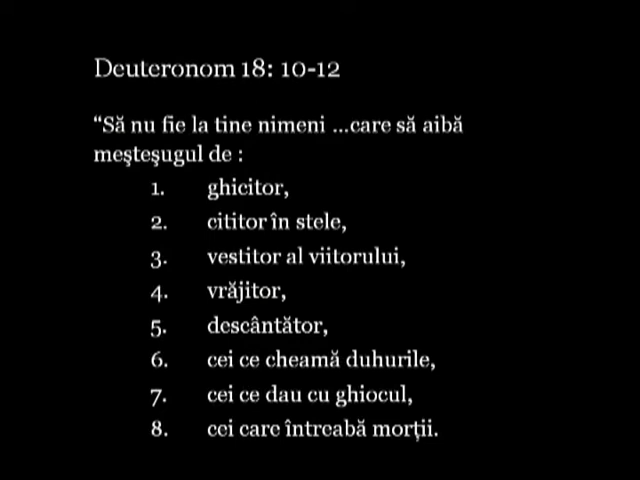 Deuteronom 18: 10-12
“Să nu fie la tine nimeni ...care să aibă
meşteşugul de :
1. ghicitor,
2. cititor în stele,
3. vestitor al viitorului,
4. vrăjitor,
5. descântător,
6. cei ce cheamă duhurile,
7. cei ce dau cu ghiocul,
8. cei care întreabă morţii.